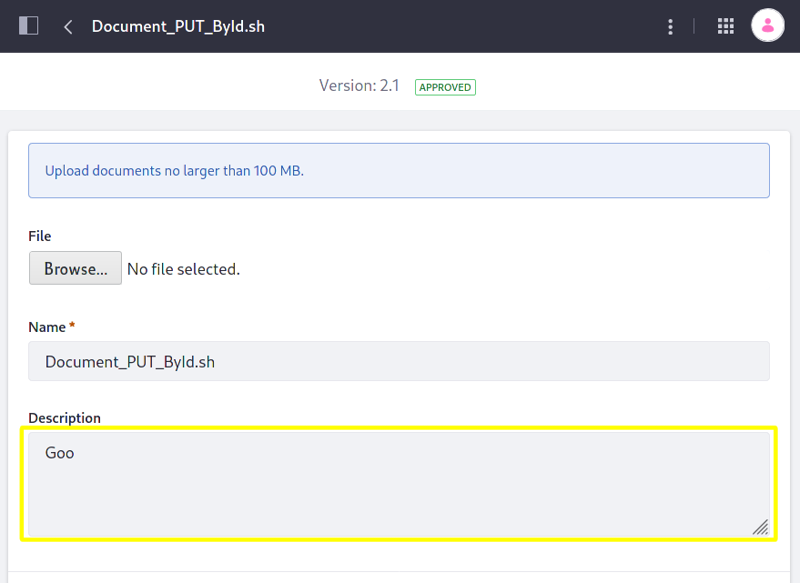 Document_PUT_ById.sh
Version: 2.1 APPROVED
Upload documents no larger than 100 MB.
File
Browse... No file selected.
Name *
Document_PUT_ById.sh
Description
Goo